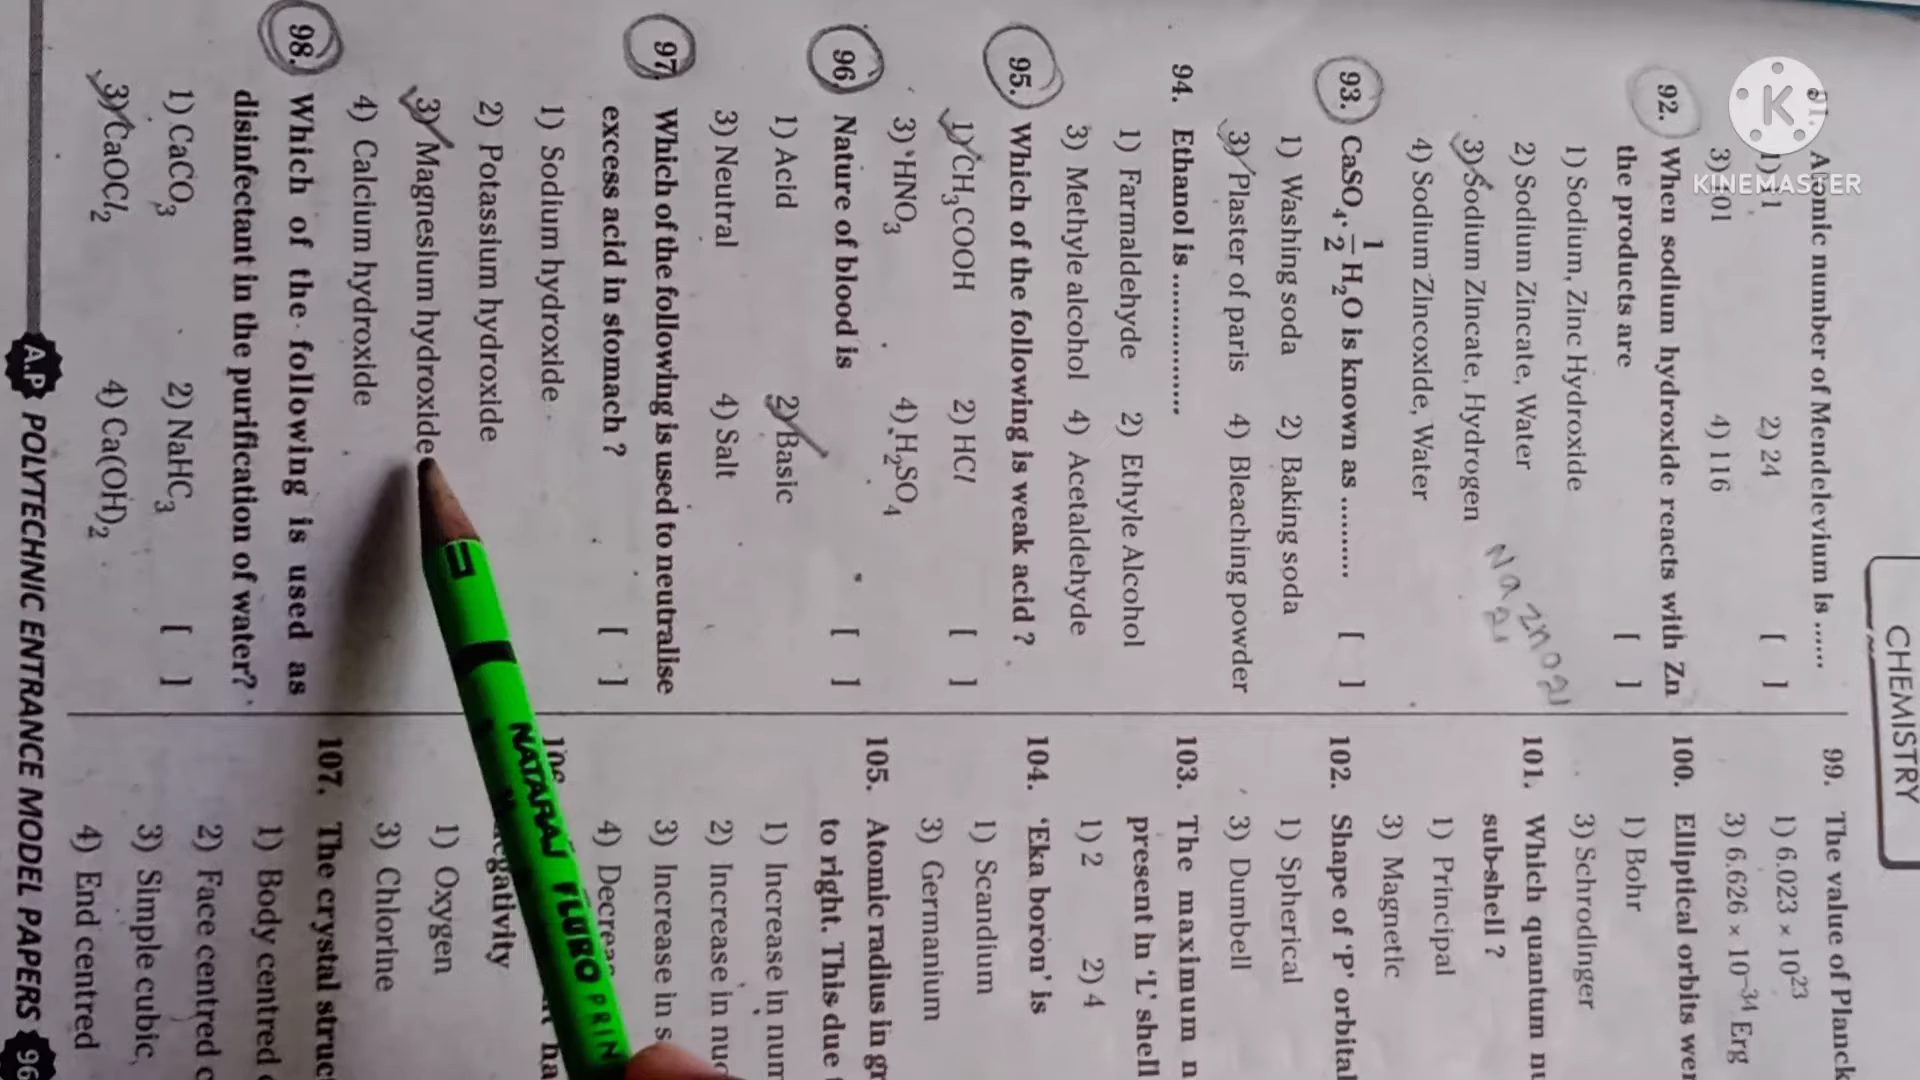 CHEMISTRY
91. Atomic number of Mendelevium is ......
2) 24 [ ]
3) 101 4) 116
92. When sodium hydroxide reacts with Zn
the products are [ ]
1) Sodium, Zinc Hydroxide
2) Sodium Zincate, Water
3) Sodium Zincate, Hydrogen
4) Sodium Zincoxide, Water
93. CaSO4.1/2H2O is known as .......... [ ]
1) Washing soda 2) Baking soda
3) Plaster of paris 4) Bleaching powder
94. Ethanol is ..............
1) Farmaldehyde 2) Ethyle Alcohol
3) Methyle alcohol 4) Acetaldehyde
95. Which of the following is weak acid ?
1) CH3COOH 2) HCl [ ]
3) HNO3 4) H2SO4
96. Nature of blood is [ ]
1) Acid 2) Basic
3) Neutral 4) Salt
97. Which of the following is used to neutralise
excess acid in stomach ? [ ]
1) Sodium hydroxide
2) Potassium hydroxide
3) Magnesium hydroxide
4) Calcium hydroxide
98. Which of the following is used as
disinfectant in the purification of water?
1) CaCO3 2) NaHC3 [ ]
3) CaOCl2 4) Ca(OH)2
99. The value of Planck
1) 6.023 × 10^23
3) 6.626 × 10^-34 Erg
100. Elliptical orbits wer
1) Bohr
3) Schrodinger
101. Which quantum nu
sub-shell ?
1) Principal
3) Magnetic
102. Shape of 'P' orbital
1) Spherical
3) Dumbell
103. The maximum n
present in 'L' shell
1) 2 2) 4
104. 'Eka boron' is
1) Scandium
3) Germanium
105. Atomic radius in gr
to right. This due
1) Increase in num
2) Increase in nuc
3) Increase in s
4) Decreas
106.
negativity
1) Oxygen
3) Chlorine
107. The crystal struc
1) Body centred
2) Face centred c
3) Simple cubic,
4) End centred
A.P POLYTECHNIC ENTRANCE MODEL PAPERS 96
NATARAJ FLUBO PRIN
KINEMASTER